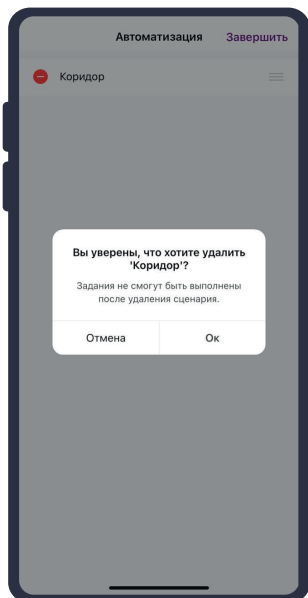 Автоматизация Завершить
Коридор
Вы уверены, что хотите удалить
'Коридор'?
Задания не смогут быть выполнены
после удаления сценария.
Отмена Ок